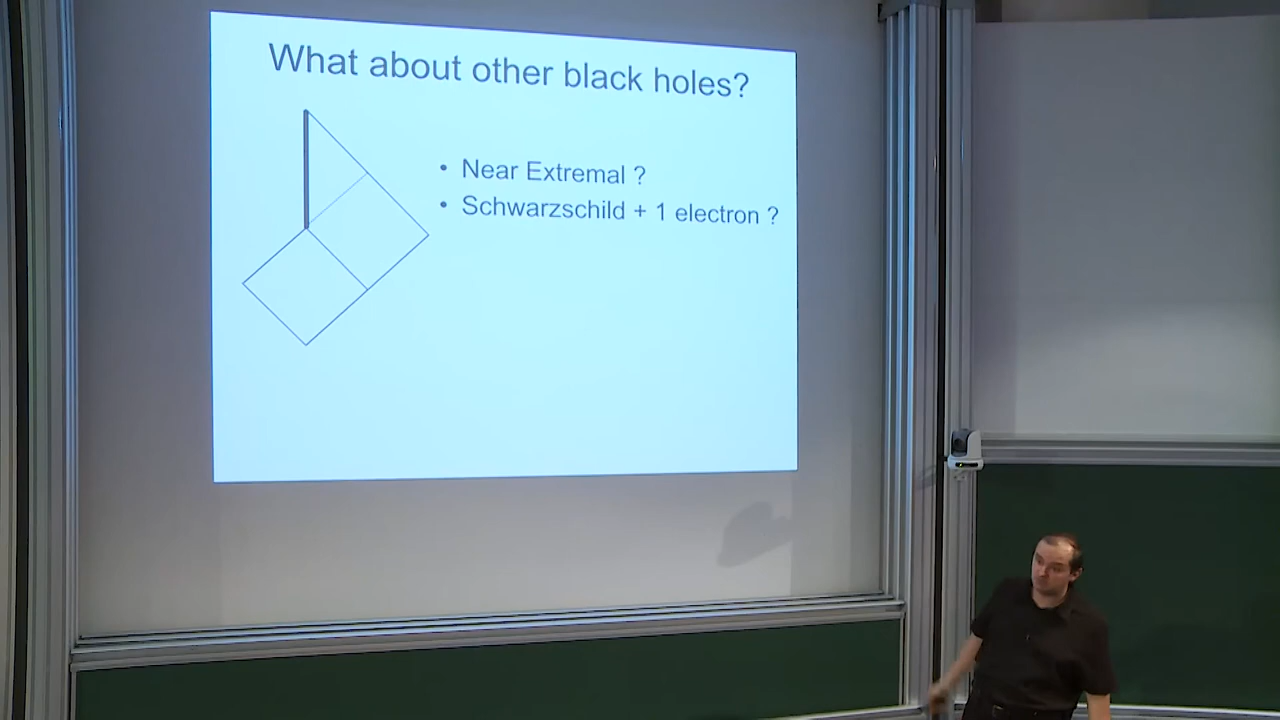 What about other black holes?
• Near Extremal ?
• Schwarzschild + 1 electron ?